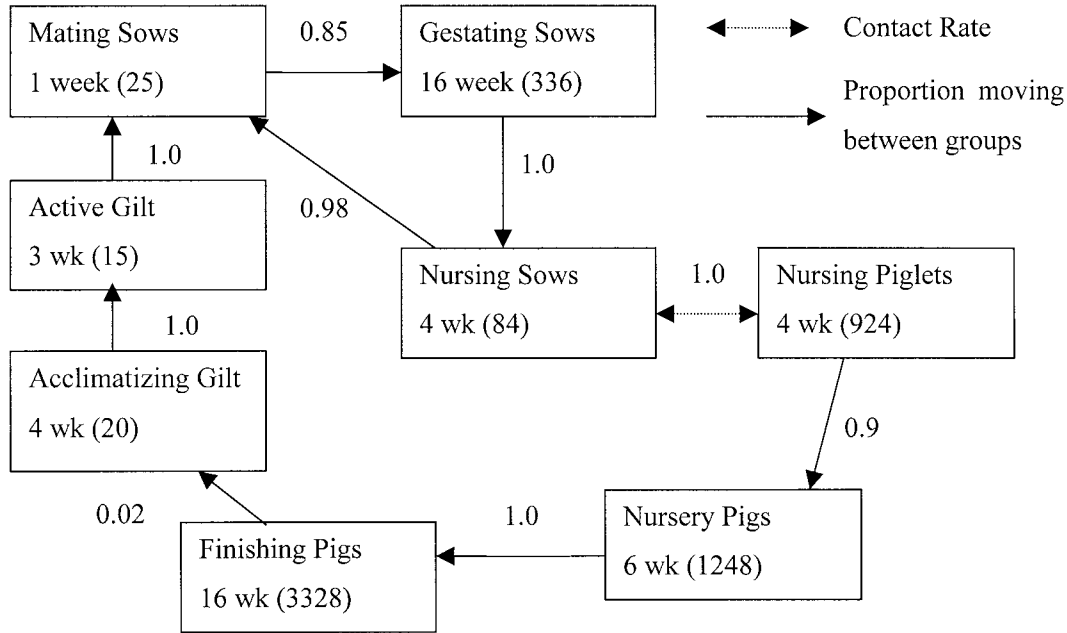 Mating Sows
1 week (25)
0.85
Gestating Sows
16 week (336)
Contact Rate
Proportion moving
between groups
1.0
Active Gilt
3 wk (15)
0.98
1.0
Nursing Sows
4 wk (84)
1.0
Nursing Piglets
4 wk (924)
1.0
Acclimatizing Gilt
4 wk (20)
0.9
0.02
Finishing Pigs
16 wk (3328)
1.0
Nursery Pigs
6 wk (1248)